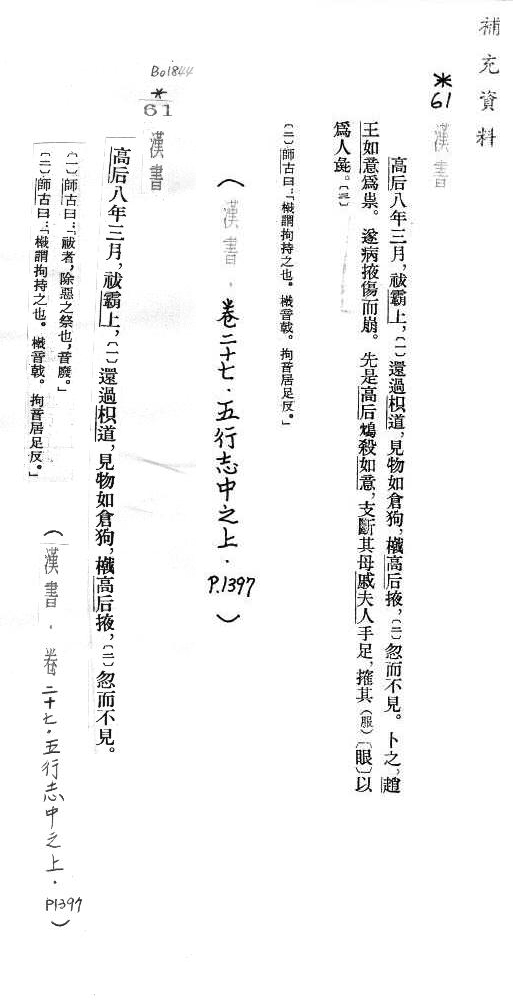 補充資料
*61
漢書
高后八年三月，祓霸上，〔一〕還過枳道，見物如倉狗，橶高后掖，〔二〕忽而不見。卜之，趙
王如意爲祟。遂病掖傷而崩。先是高后鴆殺如意，支斷其母戚夫人手足，搉其（服）〔眼〕以
爲人彘。〔三〕
〔二〕師古曰：「橶謂拘持之也。橶音戟。拘音居足反。」
（漢書．卷二十七．五行志中之上．P.1397）
Bo1844
*61
漢書
高后八年三月，祓霸上，〔一〕還過枳道，見物如倉狗，橶高后掖，〔二〕忽而不見。
〔一〕師古曰：「祓者，除惡之祭也，音廢。」
〔二〕師古曰：「橶謂拘持之也。橶音戟。拘音居足反。」
（漢書．卷二十七．五行志中之上．P1397）